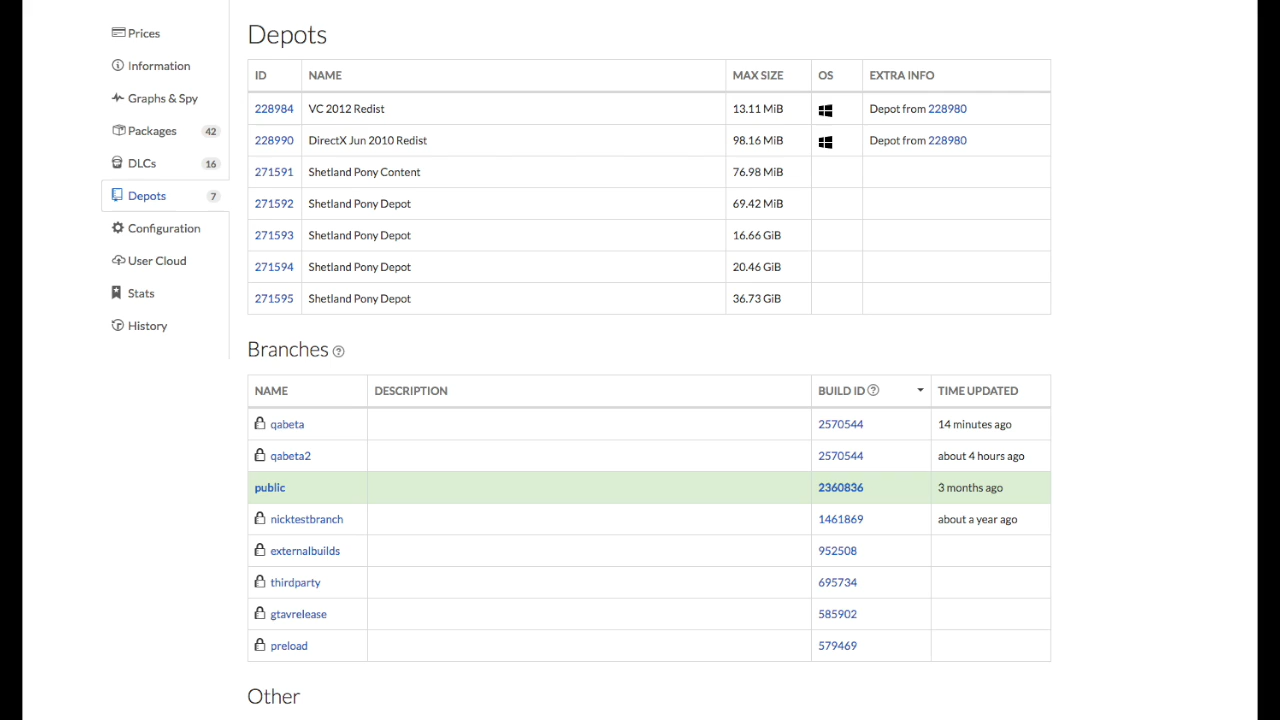 Prices
Information
Graphs & Spy
Packages 42
DLCs 16
Depots 7
Configuration
User Cloud
Stats
History
Depots
ID NAME MAX SIZE OS EXTRA INFO
228984 VC 2012 Redist 13.11 MiB Depot from 228980
228990 DirectX Jun 2010 Redist 98.16 MiB Depot from 228980
271591 Shetland Pony Content 76.98 MiB
271592 Shetland Pony Depot 69.42 MiB
271593 Shetland Pony Depot 16.66 GiB
271594 Shetland Pony Depot 20.46 GiB
271595 Shetland Pony Depot 36.73 GiB
Branches
NAME DESCRIPTION BUILD ID TIME UPDATED
qabeta 2570544 14 minutes ago
qabeta2 2570544 about 4 hours ago
public 2360836 3 months ago
nicktestbranch 1461869 about a year ago
externalbuilds 952508
thirdparty 695734
gtavrelease 585902
preload 579469
Other